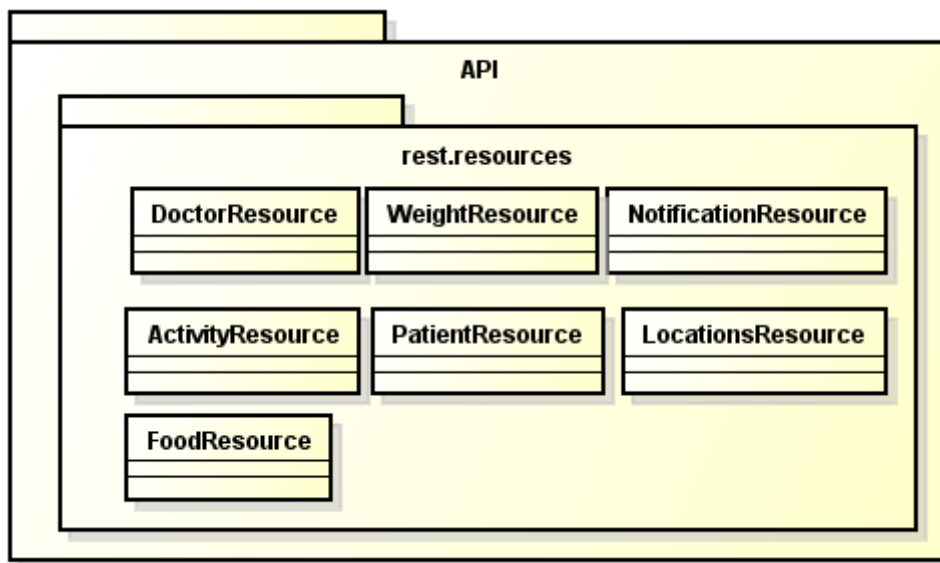 API
rest.resources
DoctorResource WeightResource NotificationResource
ActivityResource PatientResource LocationsResource
FoodResource